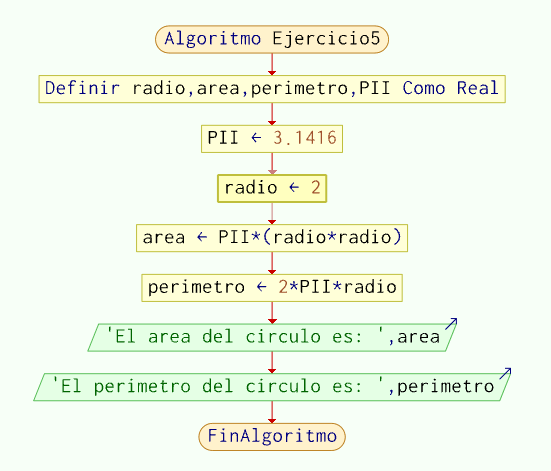 Algoritmo Ejercicio5
Definir radio,area,perimetro,PII Como Real
PII ← 3.1416
radio ← 2
area ← PII*(radio*radio)
perimetro ← 2*PII*radio
'El area del circulo es: ',area
'El perimetro del circulo es: ',perimetro
FinAlgoritmo